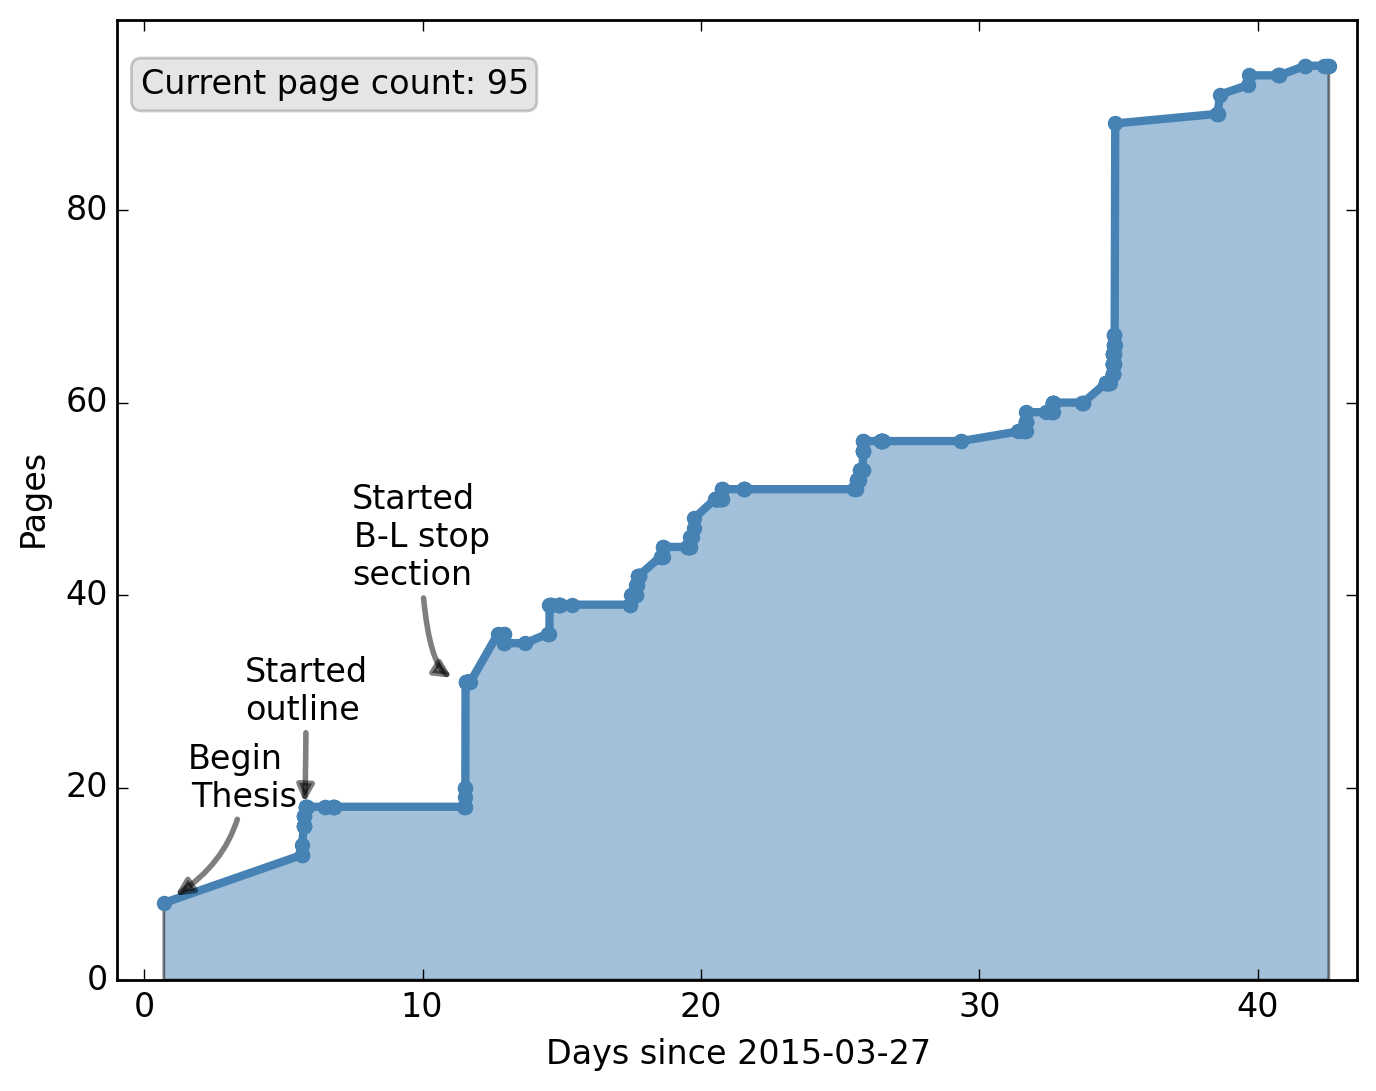 Current page count: 95
80
60
40
20
0
Pages
Started
B-L stop
section
Started
outline
Begin
Thesis
0 10 20 30 40
Days since 2015-03-27